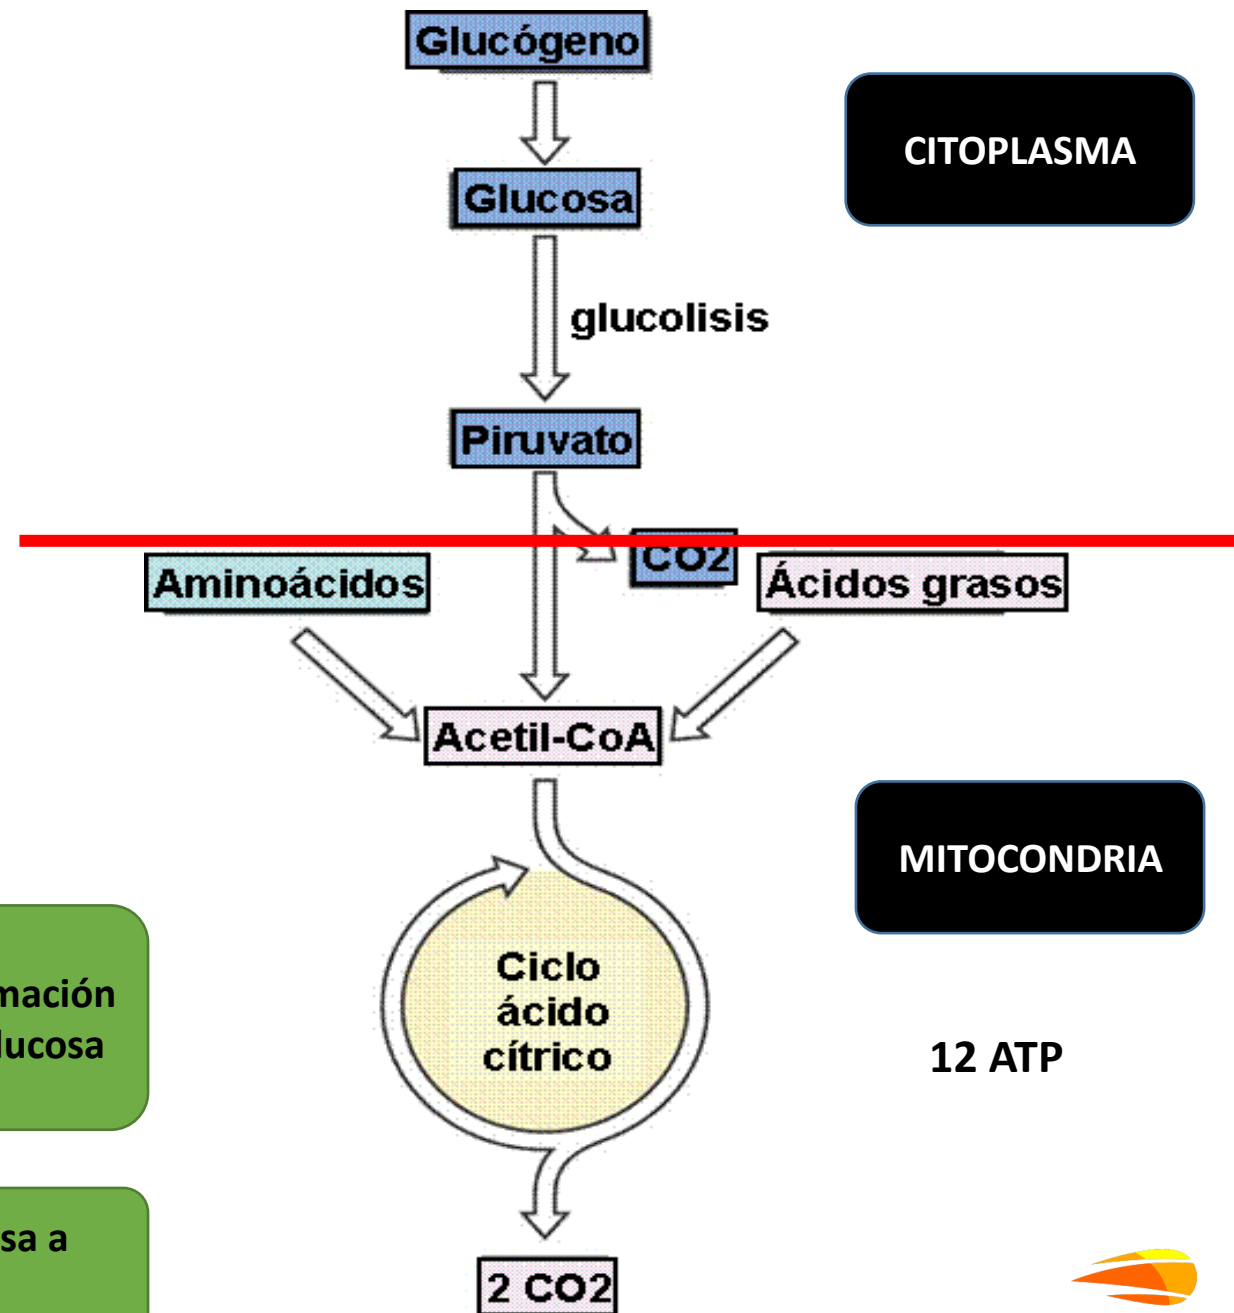 Glucógeno
CITOPLASMA
Glucosa
glucolisis
Piruvato
CO2
Aminoácidos
Ácidos grasos
Acetil-CoA
MITOCONDRIA
Ciclo
ácido
cítrico
mación
lucosa
12 ATP
sa a
2 CO2